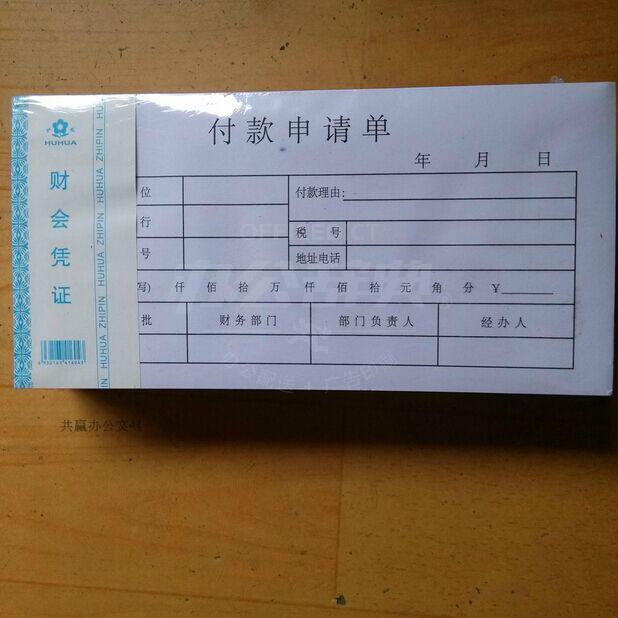 HUHUA
财会凭证
HUHUA ZHIPIN HUHUA ZHIPIN HUHUA ZHIPIN
付款申请单
年 月 日
位 付款理由:
行
税 号
号 地址电话
写) 仟 佰 拾 万 仟 佰 拾 元 角 分 ¥
批 财务部门 部门负责人 经办人
共赢办公